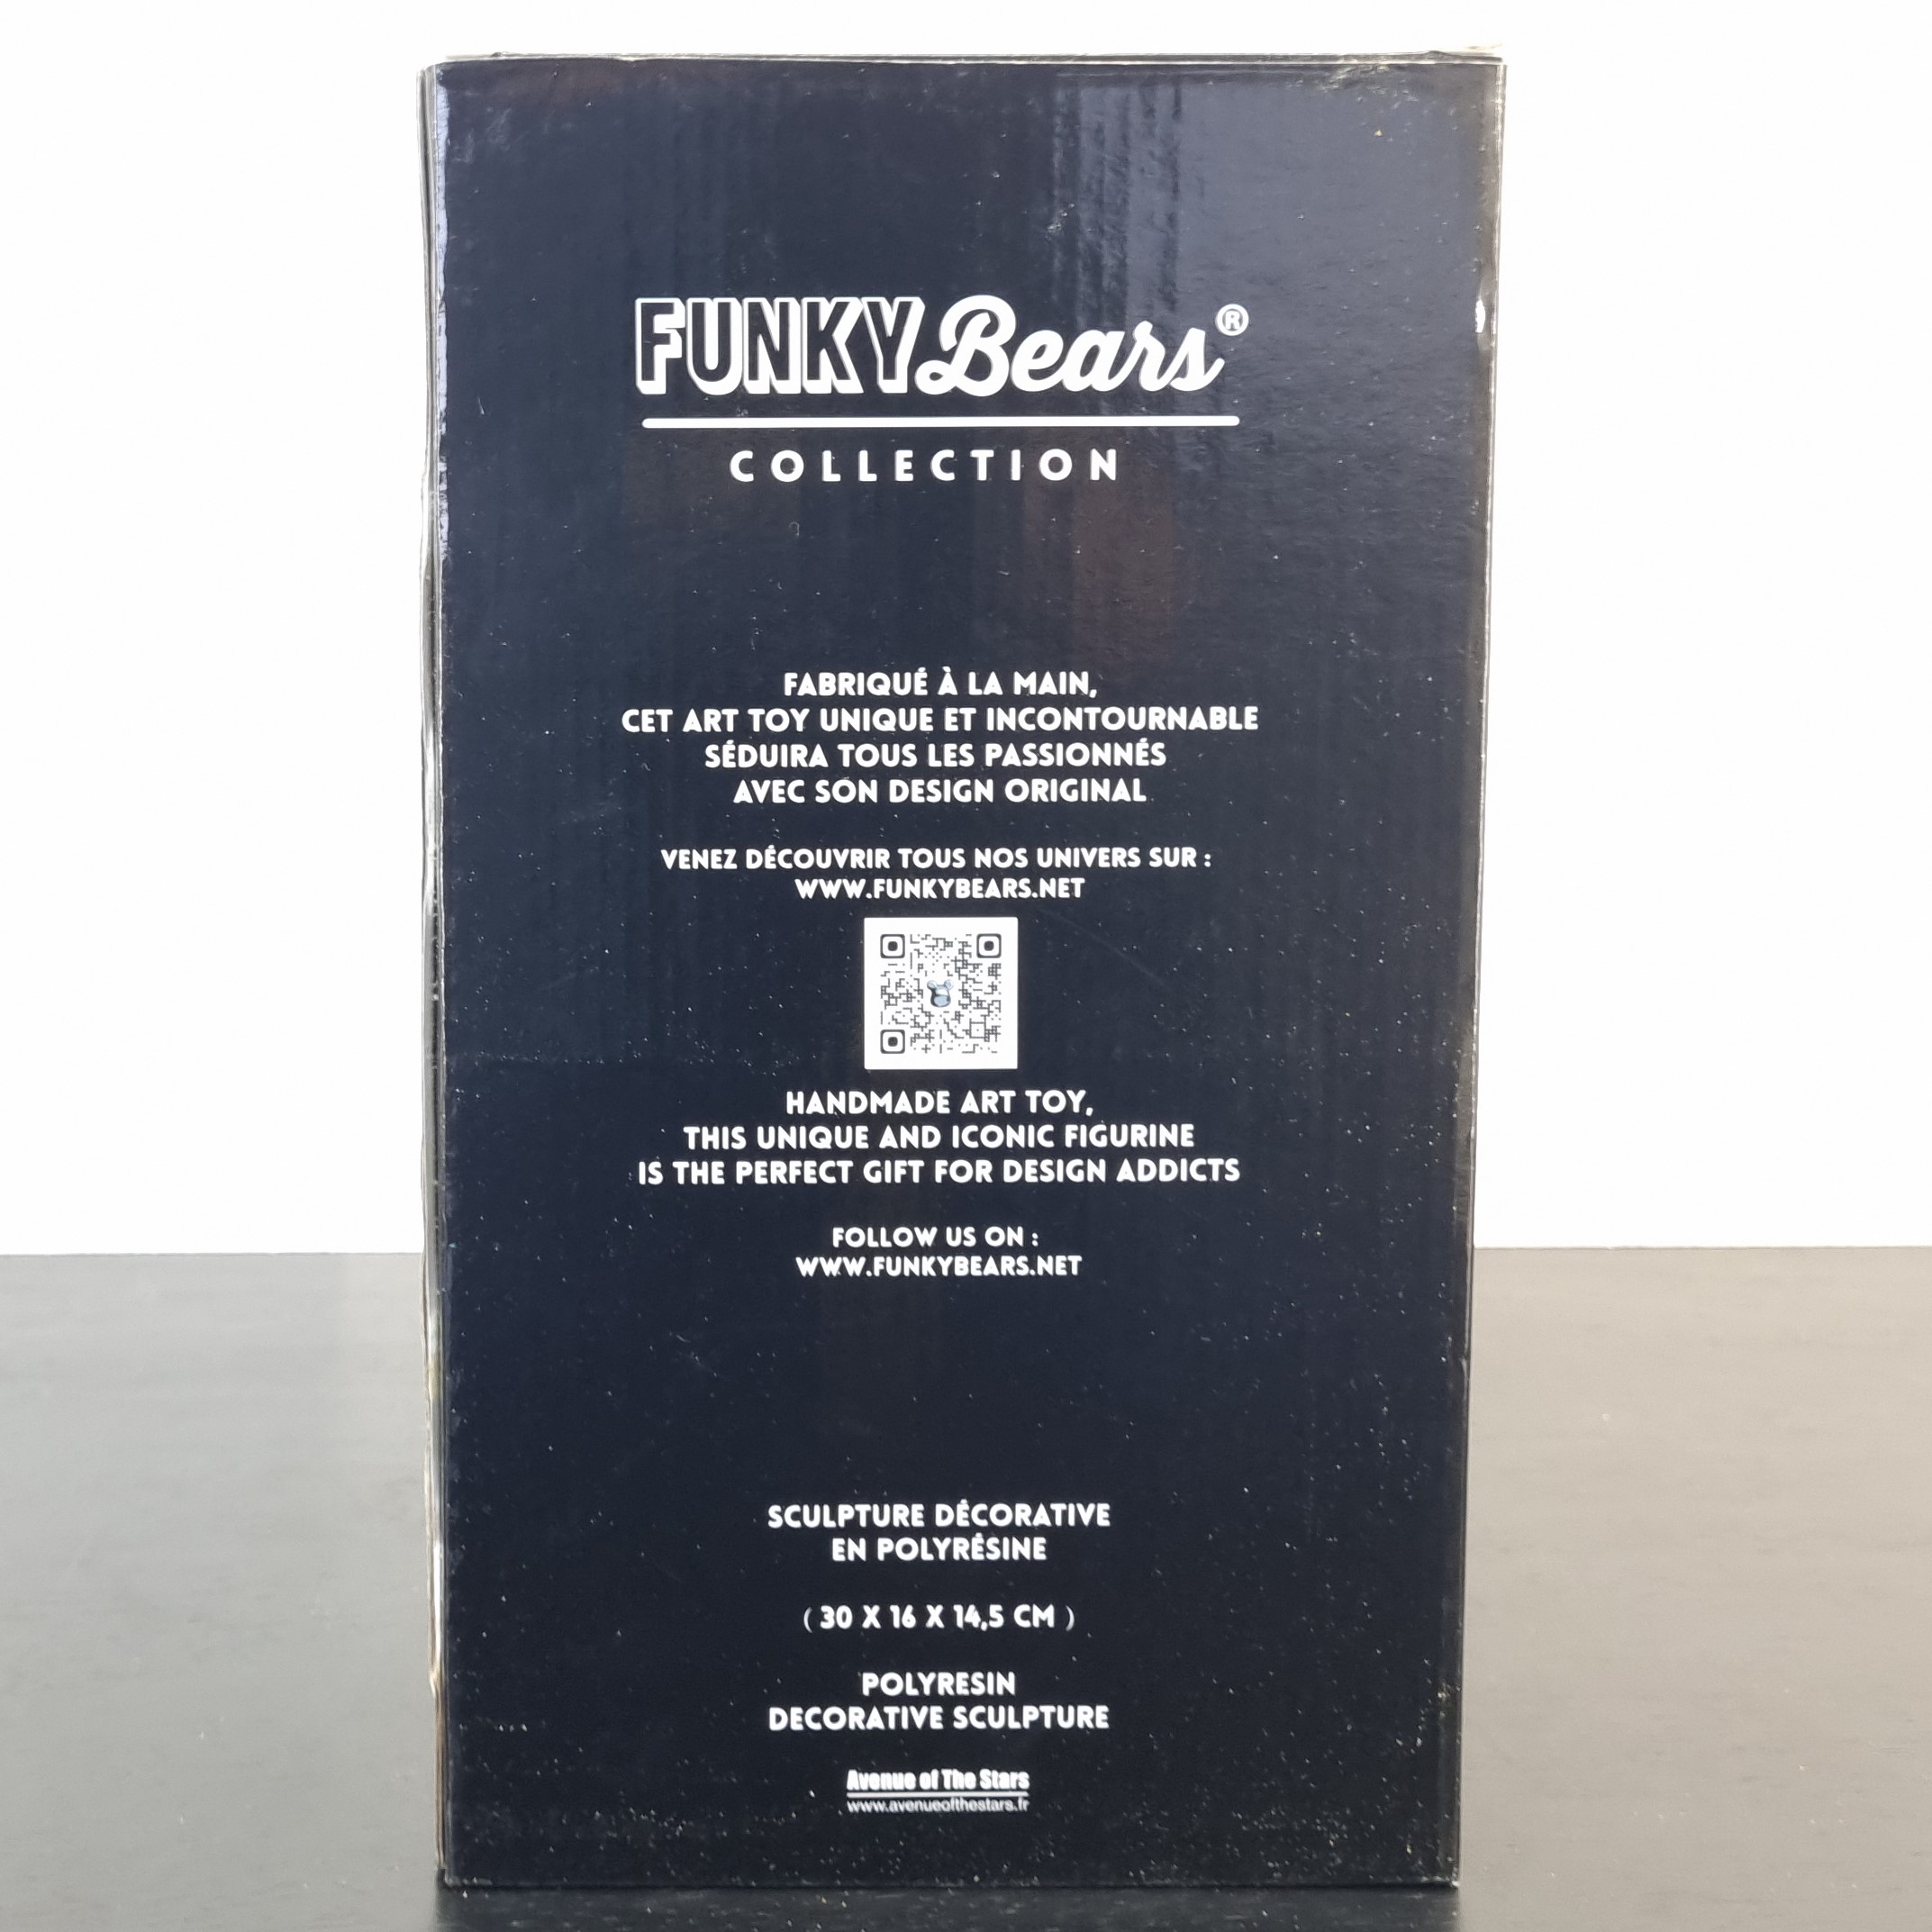 FUNKY Bears®
COLLECTION
FABRIQUÉ À LA MAIN,
CET ART TOY UNIQUE ET INCONTOURNABLE
SÉDUIRA TOUS LES PASSIONNÉS
AVEC SON DESIGN ORIGINAL
VENEZ DÉCOUVRIR TOUS NOS UNIVERS SUR :
WWW.FUNKYBEARS.NET
HANDMADE ART TOY,
THIS UNIQUE AND ICONIC FIGURINE
IS THE PERFECT GIFT FOR DESIGN ADDICTS
FOLLOW US ON :
WWW.FUNKYBEARS.NET
SCULPTURE DÉCORATIVE
EN POLYRÉSINE
( 30 X 16 X 14,5 CM )
POLYRESIN
DECORATIVE SCULPTURE
Avenue of The Stars
www.avenueofthestars.fr